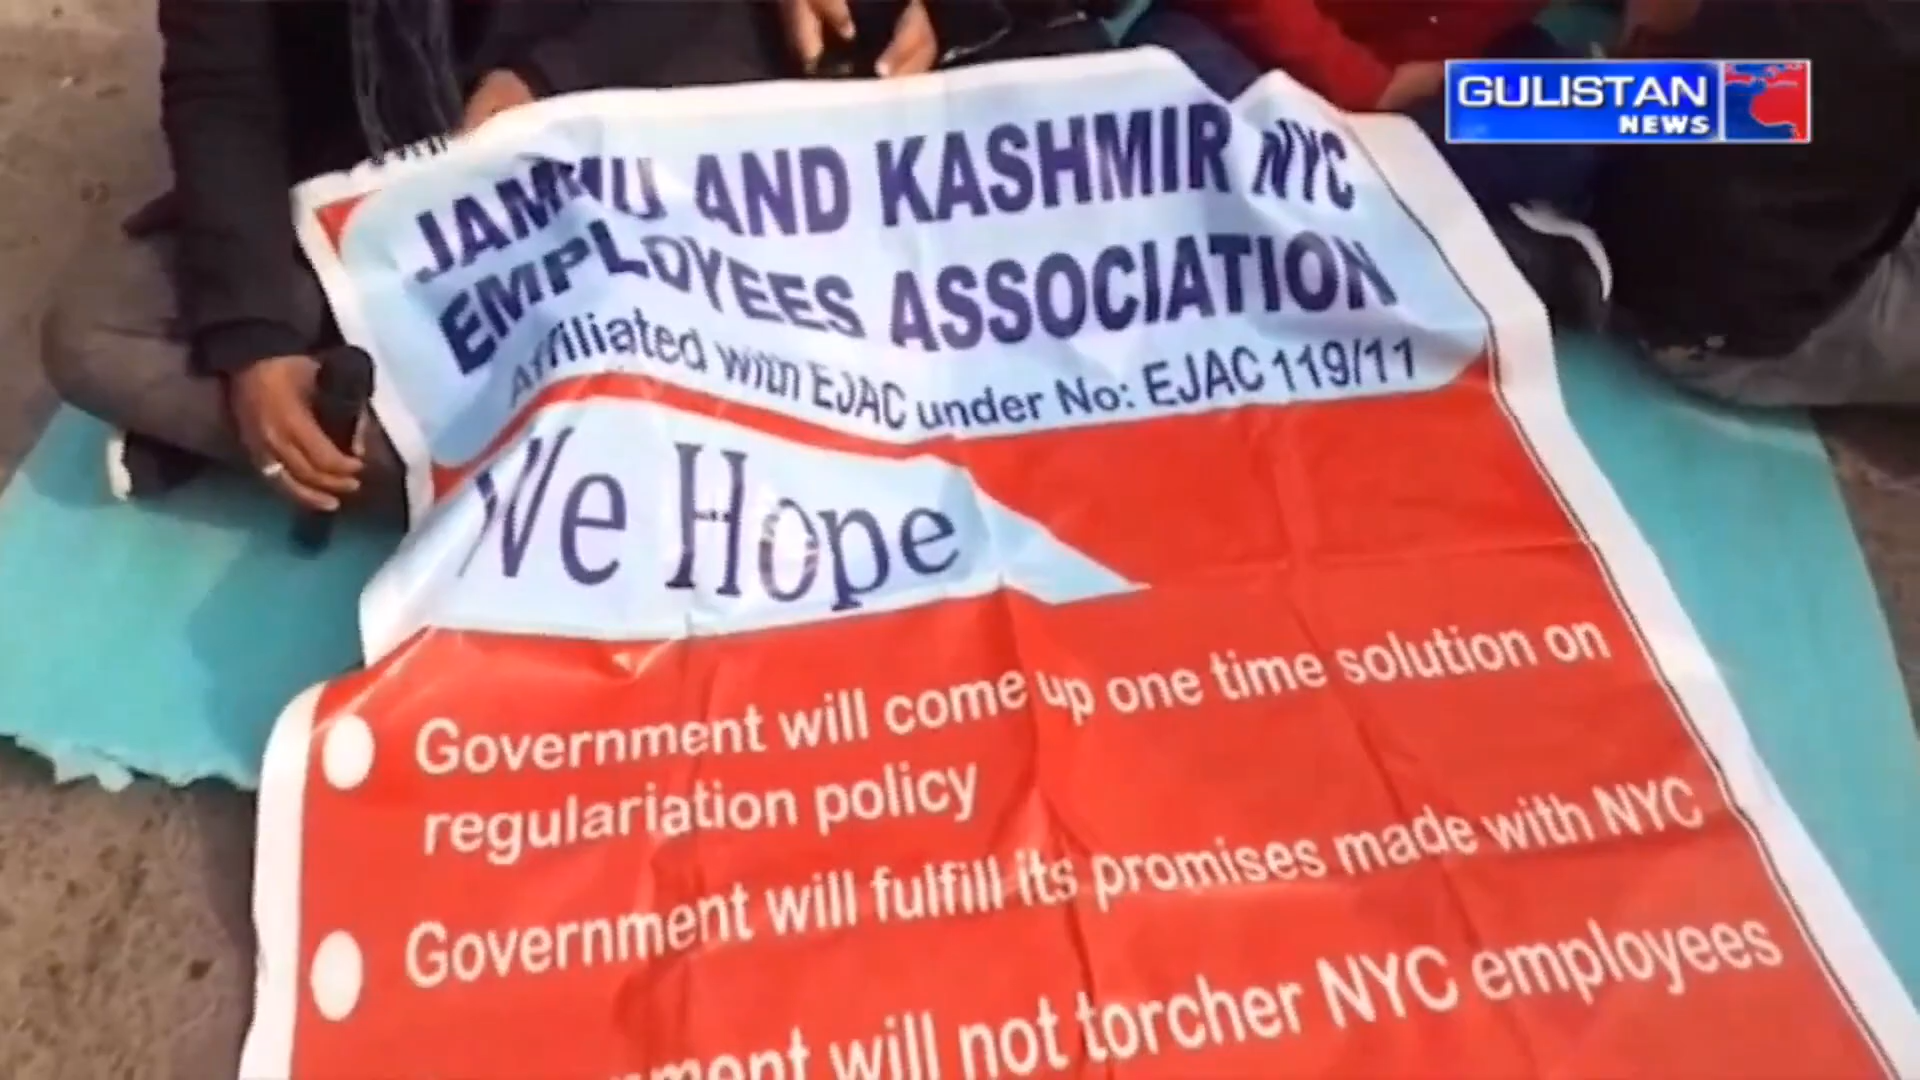 GULISTAN
NEWS
JAMMU AND KASHMIR NYC
EMPLOYEES ASSOCIATION
Affiliated with EJAC under No: EJAC 119/11
We Hope
Government will come up one time solution on
regulariation policy
Government will fulfill its promises made with NYC
will not torcher NYC employees